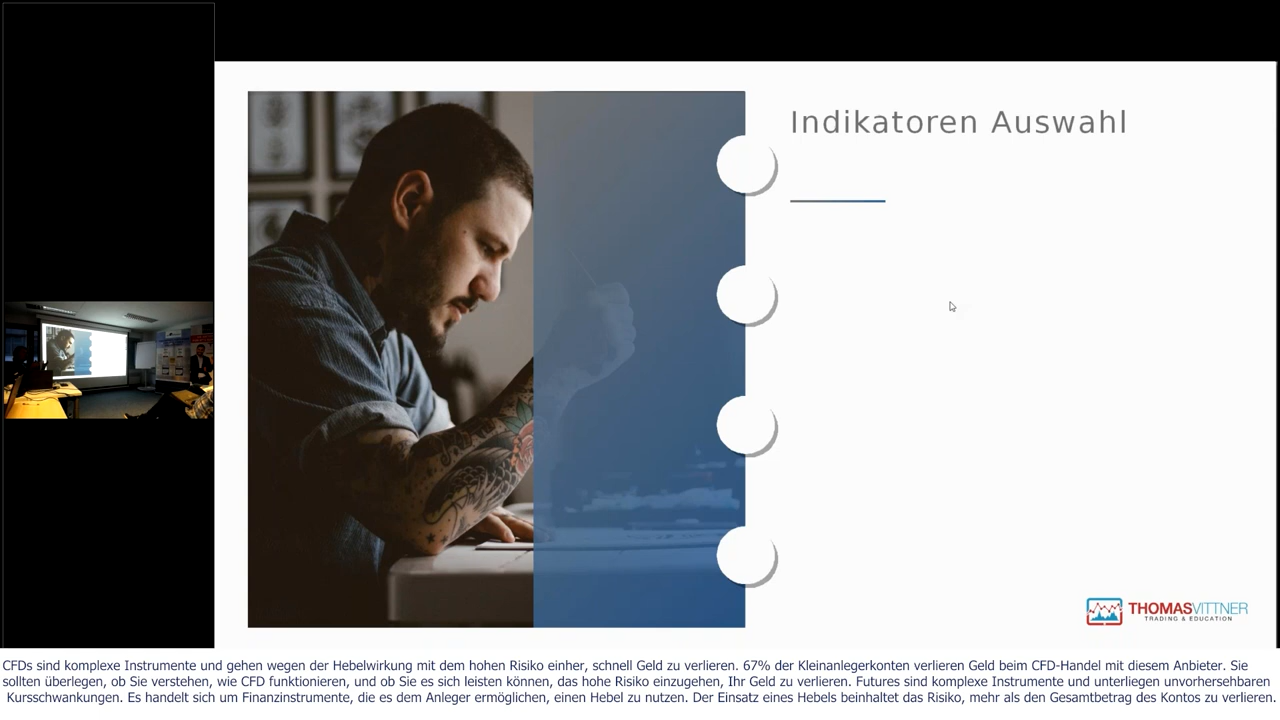 Indikatoren Auswahl
THOMASVITTNER
TRADING & EDUCATION
CFDs sind komplexe Instrumente und gehen wegen der Hebelwirkung mit dem hohen Risiko einher, schnell Geld zu verlieren. 67% der Kleinanlegerkonten verlieren Geld beim CFD-Handel mit diesem Anbieter. Sie
sollten überlegen, ob Sie verstehen, wie CFD funktionieren, und ob Sie es sich leisten können, das hohe Risiko einzugehen, Ihr Geld zu verlieren. Futures sind komplexe Instrumente und unterliegen unvorhersehbaren
Kursschwankungen. Es handelt sich um Finanzinstrumente, die es dem Anleger ermöglichen, einen Hebel zu nutzen. Der Einsatz eines Hebels beinhaltet das Risiko, mehr als den Gesamtbetrag des Kontos zu verlieren.